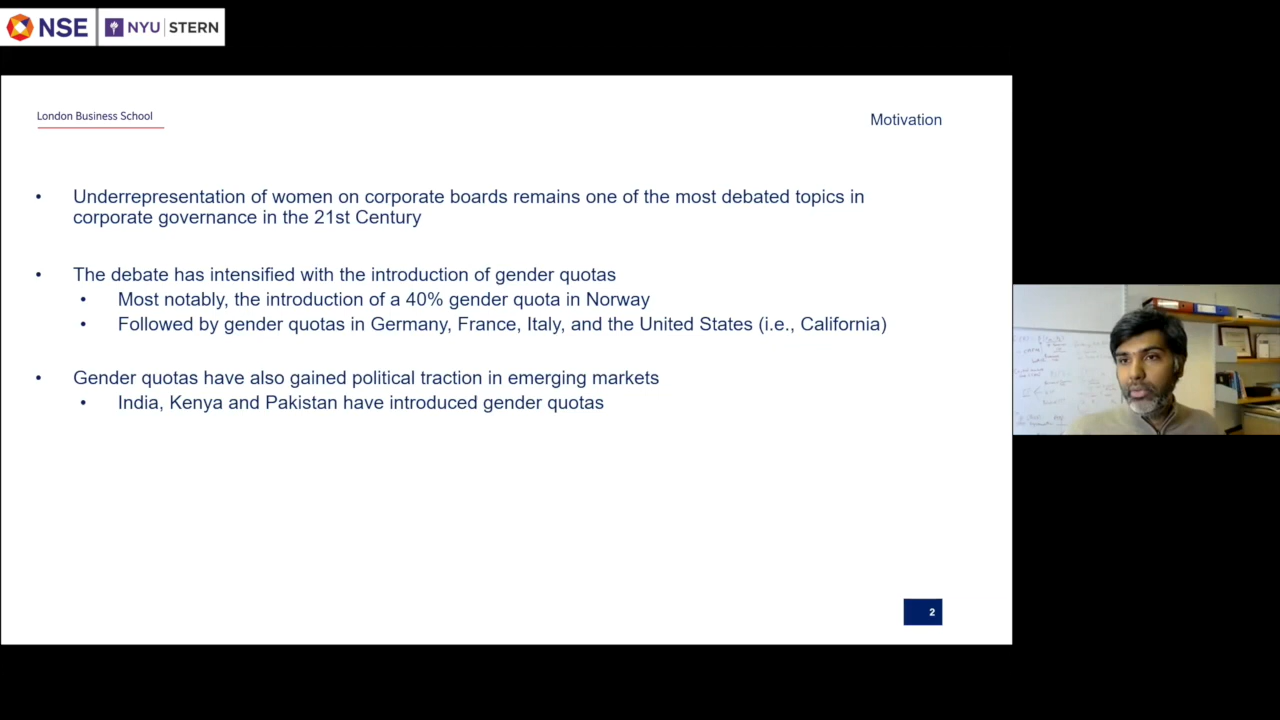 NSE NYU STERN
London Business School
Motivation
• Underrepresentation of women on corporate boards remains one of the most debated topics in
corporate governance in the 21st Century
• The debate has intensified with the introduction of gender quotas
• Most notably, the introduction of a 40% gender quota in Norway
• Followed by gender quotas in Germany, France, Italy, and the United States (i.e., California)
• Gender quotas have also gained political traction in emerging markets
• India, Kenya and Pakistan have introduced gender quotas
2